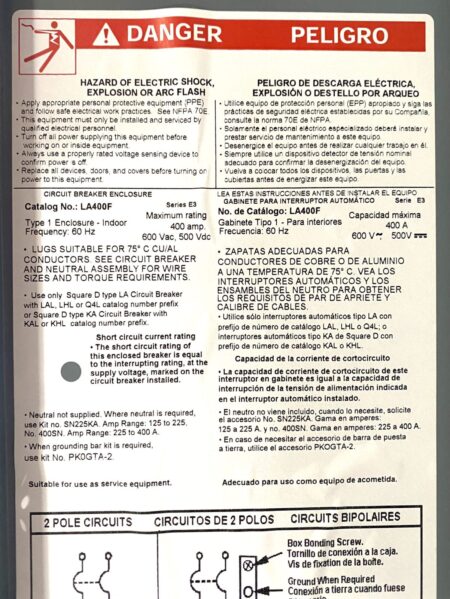 DANGER
HAZARD OF ELECTRIC SHOCK,
EXPLOSION OR ARC FLASH
• Apply appropriate personal protective equipment (PPE)
and follow safe electrical work practices. See NFPA 70E
• This equipment must only be installed and serviced by
qualified electrical personnel
• Turn off all power supplying this equipment before
working on or inside equipment
• Always use a properly rated voltage sensing device to
confirm power is off.
• Replace all devices, doors, and covers before turning on
power to this equipment.
PELIGRO
PELIGRO DE DESCARGA ELÉCTRICA,
EXPLOSIÓN O DESTELLO POR ARQUEO
• Utilice equipo de protección personal (EPP) apropiado y siga las
prácticas de seguridad eléctrica establecidas por su Compañía,
consulte la norma 70E de NFPA.
• Solamente el personal eléctrico especializado deberá instalar y
prestar servicio de mantenimiento a este equipo.
• Desenergice el equipo antes de realizar cualquier trabajo en él.
• Siempre utilice un dispositivo detector de tensión nominal
adecuado para confirmar la desenergización del equipo.
• Vuelva a colocar todos los dispositivos, las puertas y las
cubiertas antes de energizar este equipo.
CIRCUIT BREAKER ENCLOSURE
Catalog No.: LA400F Series E3
Maximum rating
Type 1 Enclosure - Indoor 400 amp.
Frequency: 60 Hz 600 Vac, 500 Vdc
• LUGS SUITABLE FOR 75° C CU/AL
CONDUCTORS. SEE CIRCUIT BREAKER
AND NEUTRAL ASSEMBLY FOR WIRE
SIZES AND TORQUE REQUIREMENTS.
• Use only Square D type LA Circuit Breaker
with LAL, LHL or Q4L catalog number prefix
or Square D type KA Circuit Breaker with
KAL or KHL catalog number prefix.
Short circuit current rating
• The short circuit rating of
this enclosed breaker is equal
to the interrupting rating, at the
supply voltage, marked on the
circuit breaker installed.
• Neutral not supplied. Where neutral is required,
use Kit No. SN225KA. Amp Range: 125 to 225,
No. 400SN. Amp Range: 225 to 400 A.
• When grounding bar kit is required,
use kit No. PK0GTA-2.
Suitable for use as service equipment.
LEA ESTAS INSTRUCCIONES ANTES DE INSTALAR EL EQUIPO
GABINETE PARA INTERRUPTOR AUTOMÁTICO Série E3
No. de Catálogo: LA400F Capacidad máxima
Gabinete Tipo 1 - Para interiores 400 A
Frecuencia: 60 Hz 600 V~ 500V⎓
• ZAPATAS ADECUADAS PARA
CONDUCTORES DE COBRE O DE ALUMINIO
A UNA TEMPERATURA DE 75° C. VEA LOS
INTERRUPTORES AUTOMÁTICOS Y LOS
ENSAMBLES DEL NEUTRO PARA OBTENER
LOS REQUISITOS DE PAR DE APRIETE Y
CALIBRE DE CABLES.
• Utilice sólo interruptores automáticos tipo LA con
prefijo de número de catálogo LAL, LHL o Q4L; o
interruptores automáticos tipo KA de Square D con
prefijo de número de catálogo KAL o KHL.
Capacidad de la corriente de cortocircuito
• La capacidad de corriente de cortocircuito de este
interruptor en gabinete es igual a la capacidad de
interrupción de la tensión de alimentación indicada
en el interruptor automático instalado.
• El neutro no viene incluído, cuando lo necesite, solicite
el accesorio No. SN225KA. Gama en amperes:
125 a 225 A. y no. 400SN. Gama en amperes: 225 a 400 A.
• En caso de necesitar el accesorio de barra de puesta
a tierra, utilice el accesorio PKOGTA-2.
Adecuado para uso como equipo de acometida.
2 POLE CIRCUITS CIRCUITOS DE 2 POLOS CIRCUITS BIPOLAIRES
Box Bonding Screw.
Tornillo de conexión a la caja.
Vis de fixation de la boîte.
Ground When Required
Conexión a tierra cuando fuese